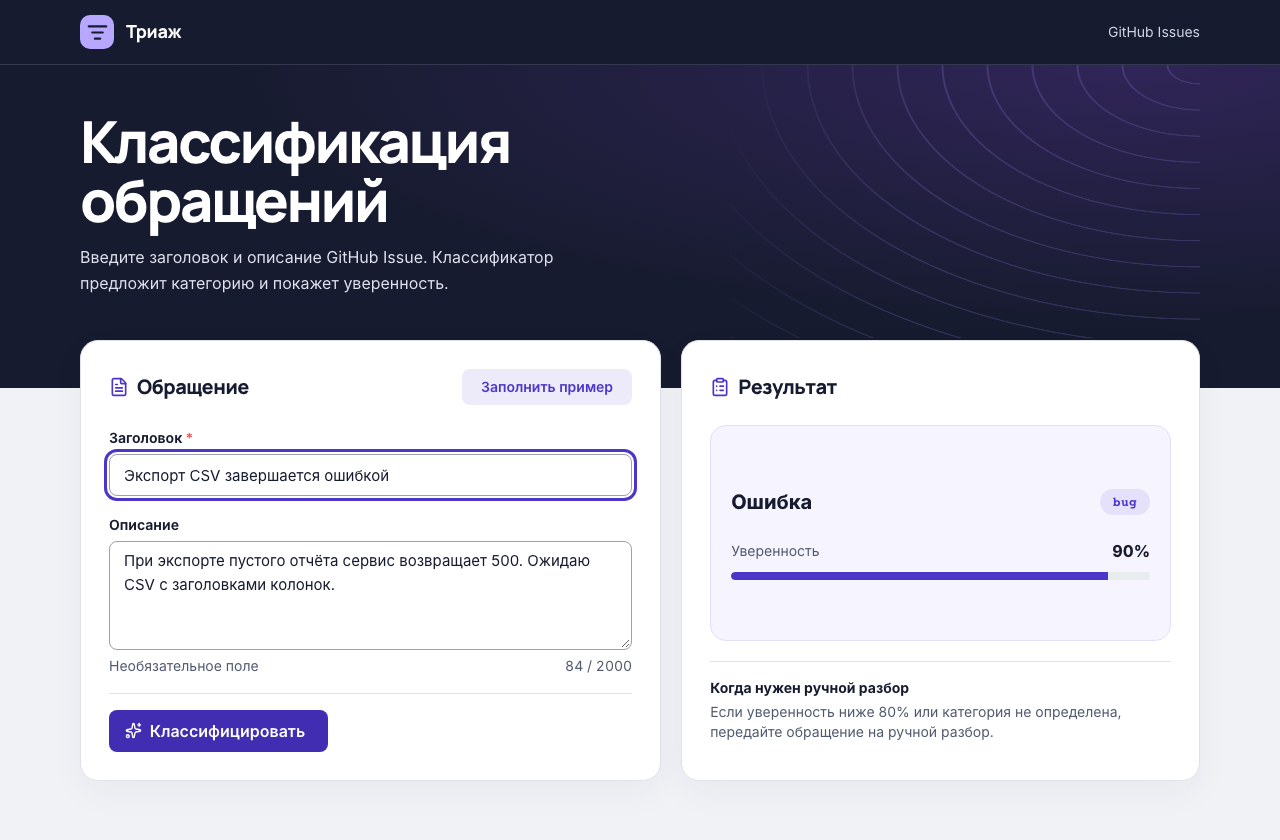 Триаж
GitHub Issues
Классификация
обращений
Введите заголовок и описание GitHub Issue. Классификатор
предложит категорию и покажет уверенность.
Обращение
Заполнить пример
Заголовок *
Экспорт CSV завершается ошибкой
Описание
При экспорте пустого отчёта сервис возвращает 500. Ожидаю
CSV с заголовками колонок.
Необязательное поле
84 / 2000
Классифицировать
Результат
Ошибка
bug
Уверенность
90%
Когда нужен ручной разбор
Если уверенность ниже 80% или категория не определена,
передайте обращение на ручной разбор.